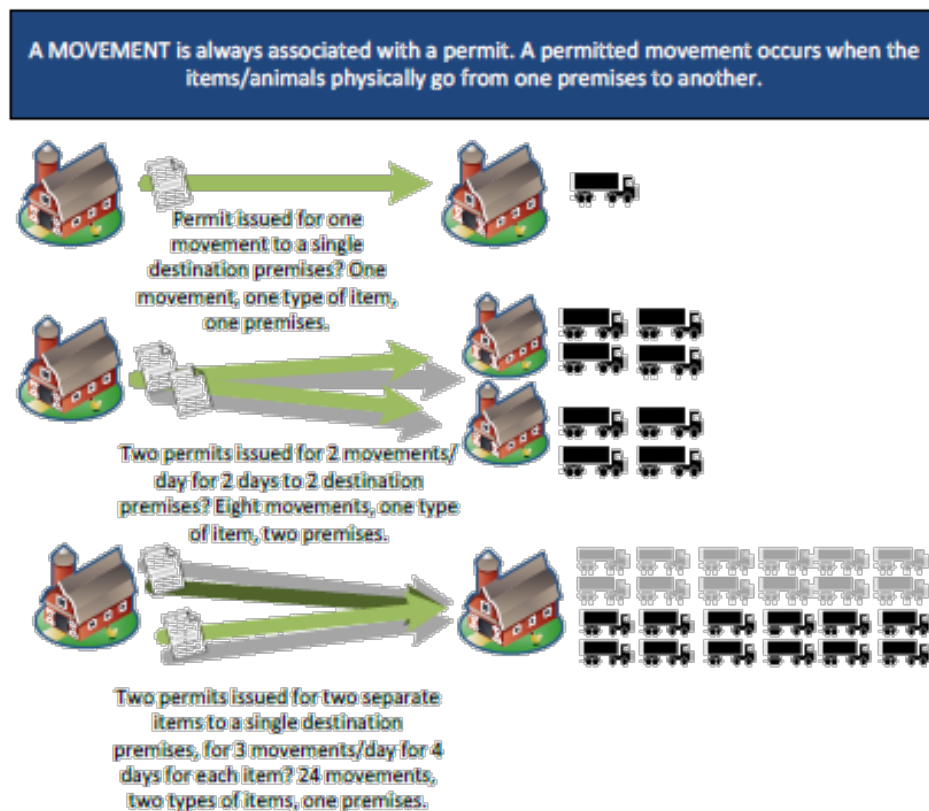 A MOVEMENT is always associated with a permit. A permitted movement occurs when the
items/animals physically go from one premises to another.
Permit issued for one
movement to a single
destination premises? One
movement, one type of item,
one premises.
Two permits issued for 2 movements/
day for 2 days to 2 destination
premises? Eight movements, one type
of item, two premises.
Two permits issued for two separate
items to a single destination
premises, for 3 movements/day for 4
days for each item? 24 movements,
two types of items, one premises.